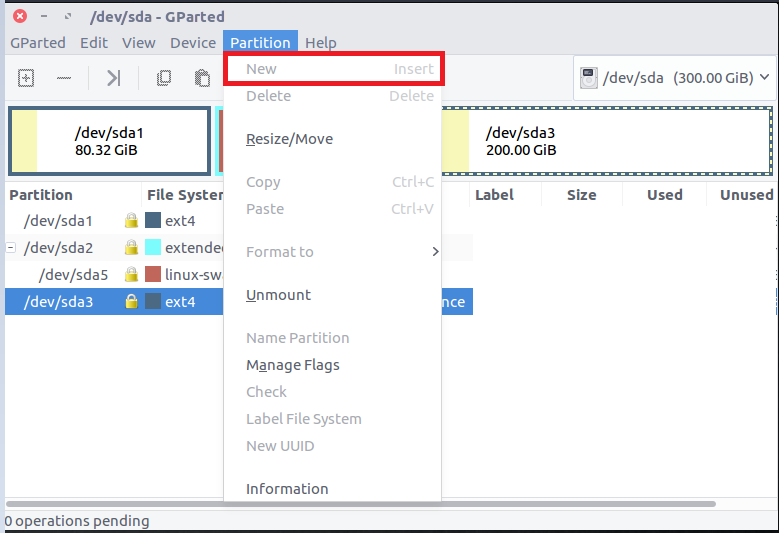 /dev/sda - GParted
GParted Edit View Device Partition Help
/dev/sda (300.00 GiB)
/dev/sda1
80.32 GiB
/dev/sda3
200.00 GiB
New Insert
Delete Delete
Resize/Move
Copy Ctrl+C
Paste Ctrl+V
Format to
Unmount
Name Partition
Manage Flags
Check
Label File System
New UUID
Information
Partition File System Label Size Used Unused
/dev/sda1 ext4
/dev/sda2 extended
/dev/sda5 linux-swa
/dev/sda3 ext4 nce
0 operations pending